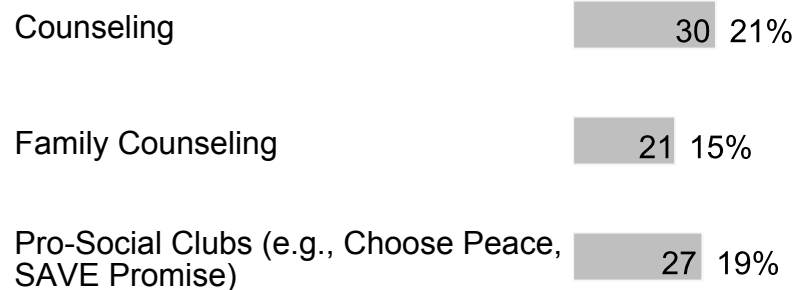 Counseling 30 21%
Family Counseling 21 15%
Pro-Social Clubs (e.g., Choose Peace,
SAVE Promise) 27 19%